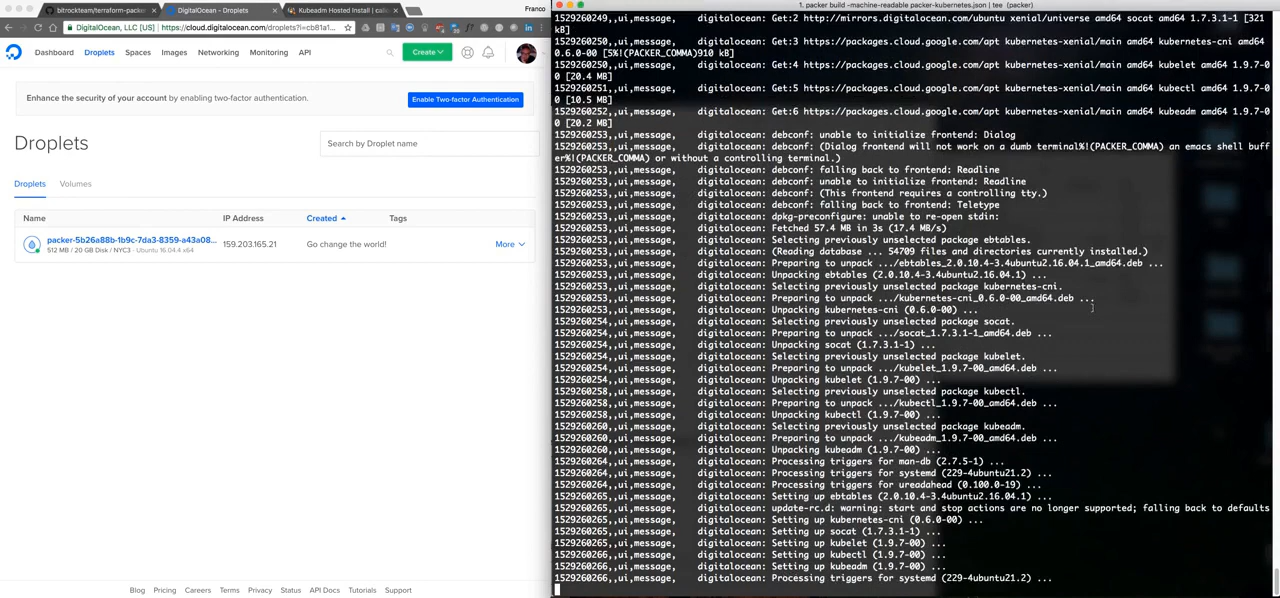 bitrockteam/terraform-packer
DigitalOcean - Droplets
Kubeadm Hosted Install | calic
Franco
DigitalOcean, LLC [US] | https://cloud.digitalocean.com/droplets?i=cb81a1
Dashboard Droplets Spaces Images Networking Monitoring API
Create
Enhance the security of your account by enabling two-factor authentication.
Enable Two-factor Authentication
Droplets
Search by Droplet name
Droplets Volumes
Name IP Address Created Tags
packer-5b26a88b-1b9c-7da3-8359-a43a08...
512 MB / 20 GB Disk / NYC3 - Ubuntu 16.04.4 x64
159.203.165.21 Go change the world! More
Blog Pricing Careers Terms Privacy Status API Docs Tutorials Support
1. packer build -machine-readable packer-kubernetes.json | tee (packer)
1529260249,,ui,message, digitalocean: Get:2 http://mirrors.digitalocean.com/ubuntu xenial/universe amd64 socat amd64 1.7.3.1-1 [321
kB]
1529260250,,ui,message, digitalocean: Get:3 https://packages.cloud.google.com/apt kubernetes-xenial/main amd64 kubernetes-cni amd64
0.6.0-00 [5%!(PACKER_COMMA)910 kB]
1529260250,,ui,message, digitalocean: Get:4 https://packages.cloud.google.com/apt kubernetes-xenial/main amd64 kubelet amd64 1.9.7-0
0 [20.4 MB]
1529260251,,ui,message, digitalocean: Get:5 https://packages.cloud.google.com/apt kubernetes-xenial/main amd64 kubectl amd64 1.9.7-0
0 [10.5 MB]
1529260252,,ui,message, digitalocean: Get:6 https://packages.cloud.google.com/apt kubernetes-xenial/main amd64 kubeadm amd64 1.9.7-0
0 [20.2 MB]
1529260253,,ui,message, digitalocean: debconf: unable to initialize frontend: Dialog
1529260253,,ui,message, digitalocean: debconf: (Dialog frontend will not work on a dumb terminal%!(PACKER_COMMA) an emacs shell buff
er%!(PACKER_COMMA) or without a controlling terminal.)
1529260253,,ui,message, digitalocean: debconf: falling back to frontend: Readline
1529260253,,ui,message, digitalocean: debconf: unable to initialize frontend: Readline
1529260253,,ui,message, digitalocean: debconf: (This frontend requires a controlling tty.)
1529260253,,ui,message, digitalocean: debconf: falling back to frontend: Teletype
1529260253,,ui,message, digitalocean: dpkg-preconfigure: unable to re-open stdin:
1529260253,,ui,message, digitalocean: Fetched 57.4 MB in 3s (17.4 MB/s)
1529260253,,ui,message, digitalocean: Selecting previously unselected package ebtables.
1529260253,,ui,message, digitalocean: (Reading database ... 54709 files and directories currently installed.)
1529260253,,ui,message, digitalocean: Preparing to unpack .../ebtables_2.0.10.4-3.4ubuntu2.16.04.1_amd64.deb ...
1529260253,,ui,message, digitalocean: Unpacking ebtables (2.0.10.4-3.4ubuntu2.16.04.1) ...
1529260253,,ui,message, digitalocean: Selecting previously unselected package kubernetes-cni.
1529260253,,ui,message, digitalocean: Preparing to unpack .../kubernetes-cni_0.6.0-00_amd64.deb ...
1529260253,,ui,message, digitalocean: Unpacking kubernetes-cni (0.6.0-00) ...
1529260254,,ui,message, digitalocean: Selecting previously unselected package socat.
1529260254,,ui,message, digitalocean: Preparing to unpack .../socat_1.7.3.1-1_amd64.deb ...
1529260254,,ui,message, digitalocean: Unpacking socat (1.7.3.1-1) ...
1529260254,,ui,message, digitalocean: Selecting previously unselected package kubelet.
1529260254,,ui,message, digitalocean: Preparing to unpack .../kubelet_1.9.7-00_amd64.deb ...
1529260254,,ui,message, digitalocean: Unpacking kubelet (1.9.7-00) ...
1529260258,,ui,message, digitalocean: Selecting previously unselected package kubectl.
1529260258,,ui,message, digitalocean: Preparing to unpack .../kubectl_1.9.7-00_amd64.deb ...
1529260258,,ui,message, digitalocean: Unpacking kubectl (1.9.7-00) ...
1529260260,,ui,message, digitalocean: Selecting previously unselected package kubeadm.
1529260260,,ui,message, digitalocean: Preparing to unpack .../kubeadm_1.9.7-00_amd64.deb ...
1529260260,,ui,message, digitalocean: Unpacking kubeadm (1.9.7-00) ...
1529260264,,ui,message, digitalocean: Processing triggers for man-db (2.7.5-1) ...
1529260264,,ui,message, digitalocean: Processing triggers for systemd (229-4ubuntu21.2) ...
1529260264,,ui,message, digitalocean: Processing triggers for ureadahead (0.100.0-19) ...
1529260265,,ui,message, digitalocean: Setting up ebtables (2.0.10.4-3.4ubuntu2.16.04.1) ...
1529260265,,ui,message, digitalocean: update-rc.d: warning: start and stop actions are no longer supported; falling back to defaults
1529260265,,ui,message, digitalocean: Setting up kubernetes-cni (0.6.0-00) ...
1529260265,,ui,message, digitalocean: Setting up socat (1.7.3.1-1) ...
1529260265,,ui,message, digitalocean: Setting up kubelet (1.9.7-00) ...
1529260266,,ui,message, digitalocean: Setting up kubectl (1.9.7-00) ...
1529260266,,ui,message, digitalocean: Setting up kubeadm (1.9.7-00) ...
1529260266,,ui,message, digitalocean: Processing triggers for systemd (229-4ubuntu21.2) ...